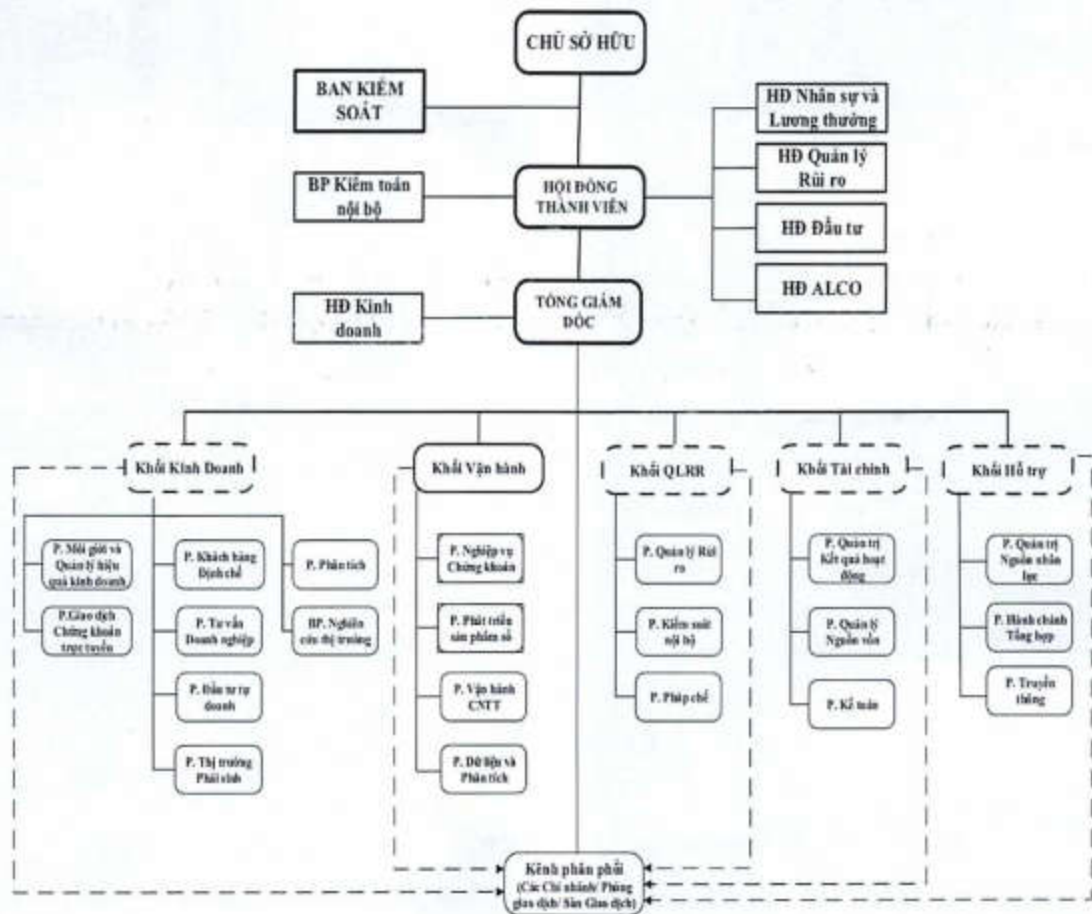 CHỦ SỞ HỮU
BAN KIỂM
SOÁT
HĐ Nhân sự và
Lương thưởng
HĐ Quản lý
Rủi ro
BP Kiểm toán
nội bộ
HỘI ĐỒNG
THÀNH VIÊN
HĐ Đầu tư
HĐ ALCO
HĐ Kinh
doanh
TỔNG GIÁM
ĐỐC
Khối Kinh Doanh
Khối Vận hành
Khối QLRR
Khối Tài chính
Khối Hỗ trợ
P. Môi giới và
Quản lý hiệu
quả kinh doanh
P.Giao dịch
Chứng khoán
trực tuyến
P. Khách hàng
Định chế
P. Tư vấn
Doanh nghiệp
P. Đầu tư tự
doanh
P. Thị trường
Phái sinh
P. Phân tích
BP. Nghiên
cứu thị trường
P. Nghiệp vụ
Chứng khoán
P. Phát triển
sản phẩm số
P. Vận hành
CNTT
P. Dữ liệu và
Phân tích
P. Quản lý Rủi
ro
P. Kiểm soát
nội bộ
P. Pháp chế
P. Quản trị
Kết quả hoạt
động
P. Quản lý
Nguồn vốn
P. Kế toán
P. Quản trị
Nguồn nhân
lực
P. Hành chính
Tổng hợp
P. Truyền
thông
Kênh phân phối
(Các Chi nhánh/ Phòng
giao dịch/ Sàn Giao dịch)